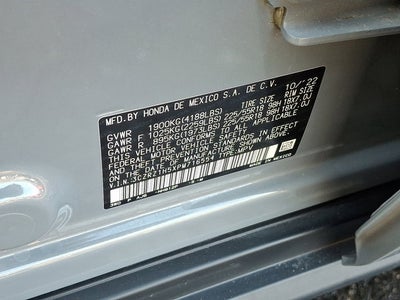 MFD.BY HONDA DE MEXICO S.A. DE C.V. 10/'22
TIRE SIZE RIM SIZE
GVWR 1900KG(4188LBS)
GAWR F 1025KG(2259LBS) 225/55R18 98H 18X7.0J
GAWR R 895KG(1973LBS) 225/55R18 98H 18X7.0J
THIS VEHICLE CONFORMS TO ALL APPLICABLE
FEDERAL MOTOR VEHICLE SAFETY STANDARDS IN EFFECT
ON THE DATE OF MANUFACTURE SHOWN ABOVE.
V.I.N. TYPE:MPV
MEXICO